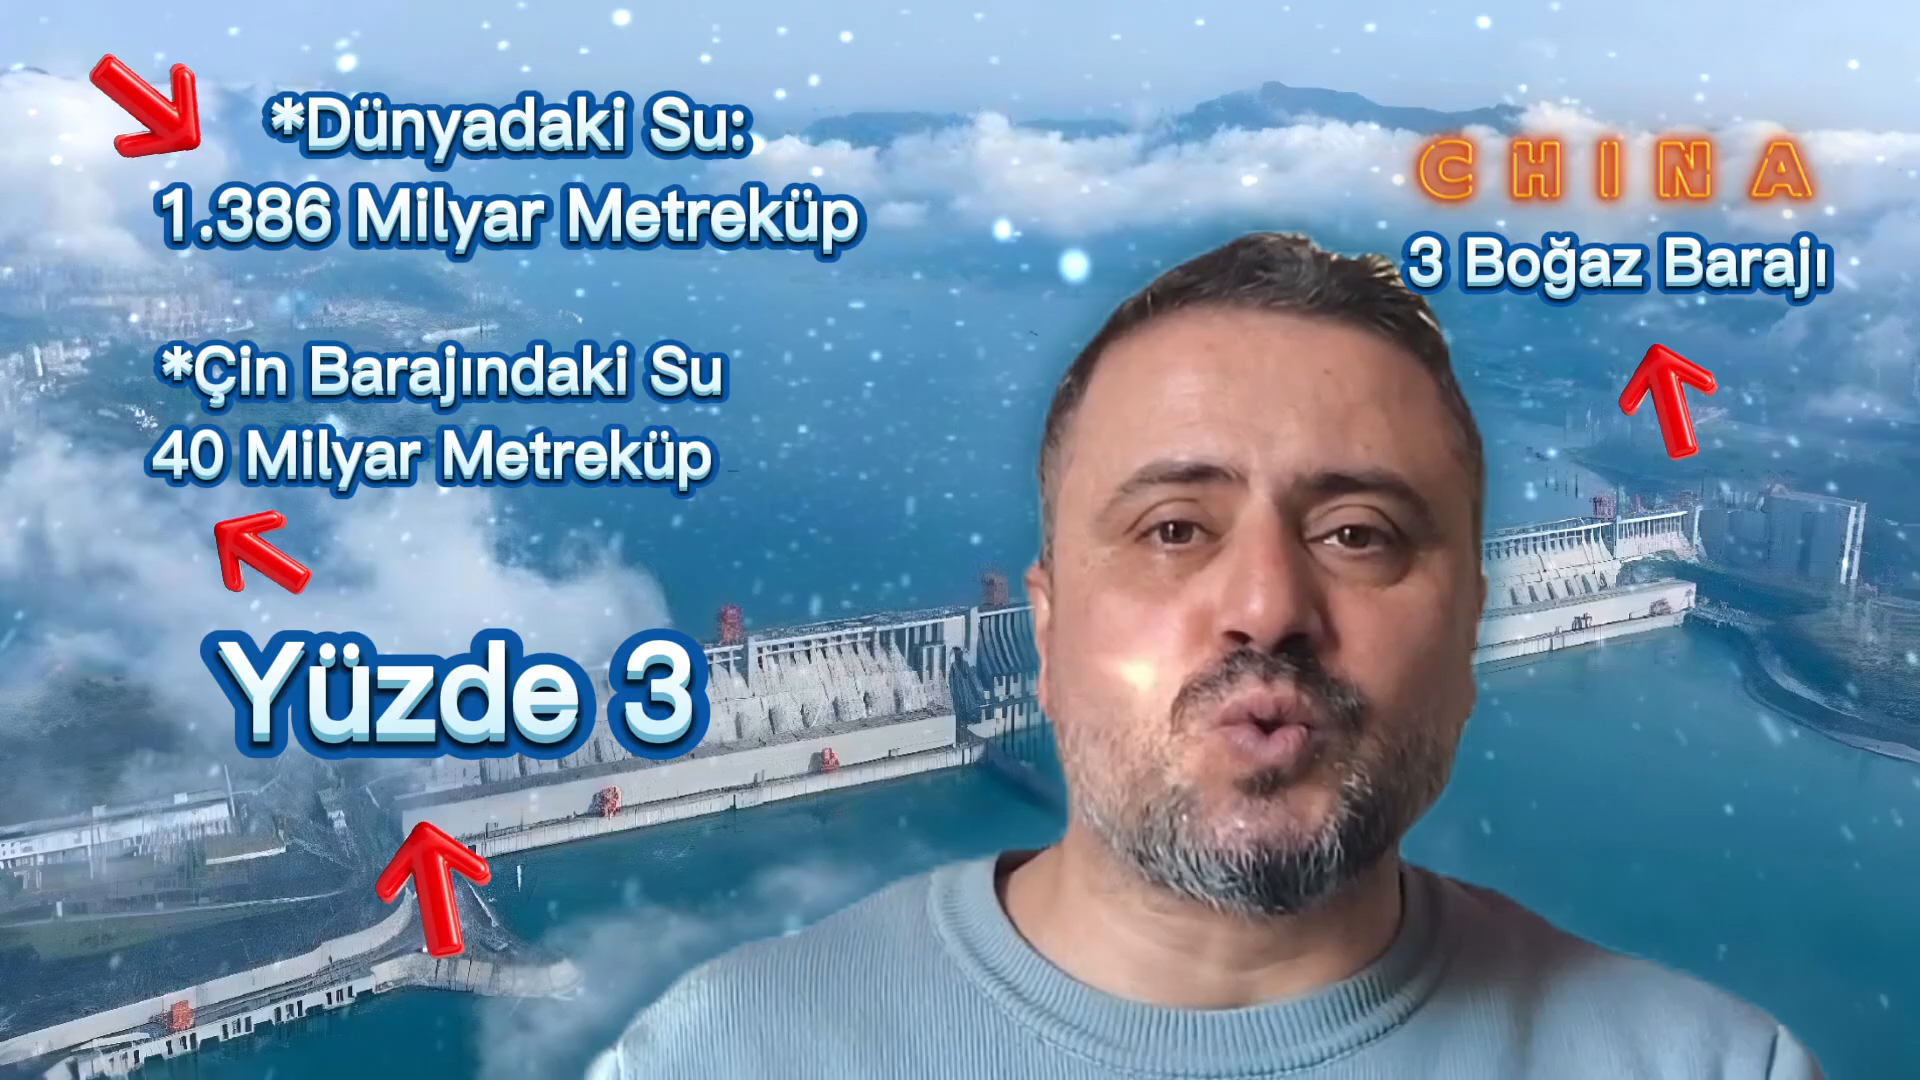 *Dünyadaki Su:
1.386 Milyar Metreküp
*Çin Barajındaki Su
40 Milyar Metreküp
Yüzde 3
CHINA
3 Boğaz Barajı